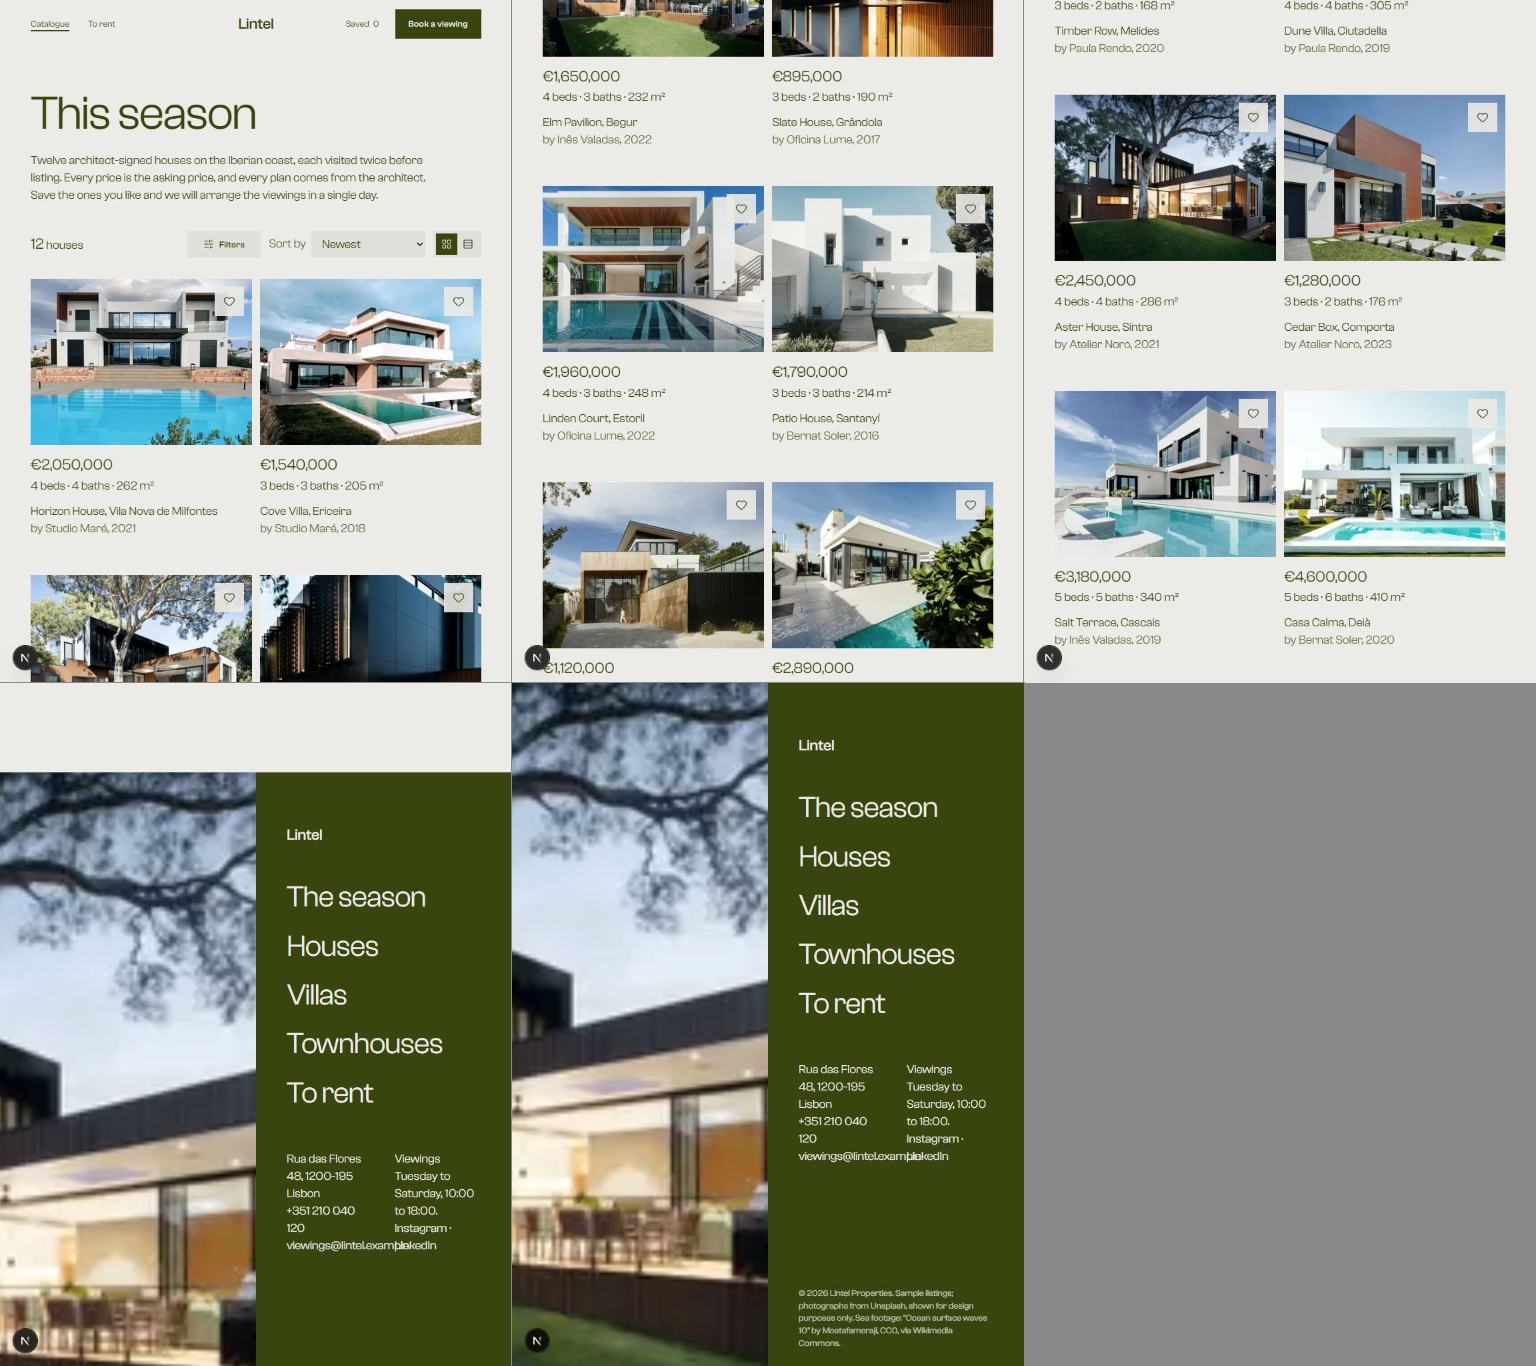 Catalogue To rent Lintel Saved 0 Book a viewing
This season
Twelve architect-signed houses on the Iberian coast, each visited twice before
listing. Every price is the asking price, and every plan comes from the architect.
Save the ones you like and we will arrange the viewings in a single day.
12 houses Filters Sort by Newest
€2,050,000
4 beds · 4 baths · 262 m²
Horizon House, Vila Nova de Milfontes
by Studio Maré, 2021
€1,540,000
3 beds · 3 baths · 205 m²
Cove Villa, Ericeira
by Studio Maré, 2018
N
€1,650,000
4 beds · 3 baths · 232 m²
Elm Pavilion, Begur
by Inês Valadas, 2022
€895,000
3 beds · 2 baths · 190 m²
Slate House, Grândola
by Oficina Lume, 2017
€1,960,000
4 beds · 3 baths · 248 m²
Linden Court, Estoril
by Oficina Lume, 2022
€1,790,000
3 beds · 3 baths · 214 m²
Patio House, Santanyí
by Bernat Soler, 2016
N
€1,120,000
€2,890,000
3 beds · 2 baths · 168 m²
Timber Row, Melides
by Paula Rendo, 2020
4 beds · 4 baths · 305 m²
Dune Villa, Ciutadella
by Paula Rendo, 2019
€2,450,000
4 beds · 4 baths · 286 m²
Aster House, Sintra
by Atelier Noro, 2021
€1,280,000
3 beds · 2 baths · 176 m²
Cedar Box, Comporta
by Atelier Noro, 2023
€3,180,000
5 beds · 5 baths · 340 m²
Salt Terrace, Cascais
by Inês Valadas, 2019
€4,600,000
5 beds · 6 baths · 410 m²
Casa Calma, Deià
by Bernat Soler, 2020
N
Lintel
The season
Houses
Villas
Townhouses
To rent
Rua das Flores
48, 1200-195
Lisbon
+351 210 040
120
viewings@lintel.example
Viewings
Tuesday to
Saturday, 10:00
to 18:00.
Instagram ·
LinkedIn
N
Lintel
The season
Houses
Villas
Townhouses
To rent
Rua das Flores
48, 1200-195
Lisbon
+351 210 040
120
viewings@lintel.example
Viewings
Tuesday to
Saturday, 10:00
to 18:00.
Instagram ·
LinkedIn
© 2026 Lintel Properties. Sample listings;
photographs from Unsplash, shown for design
purposes only. Sea footage: "Ocean surface waves
10" by Mostafameraji, CC0, via Wikimedia
Commons.
N